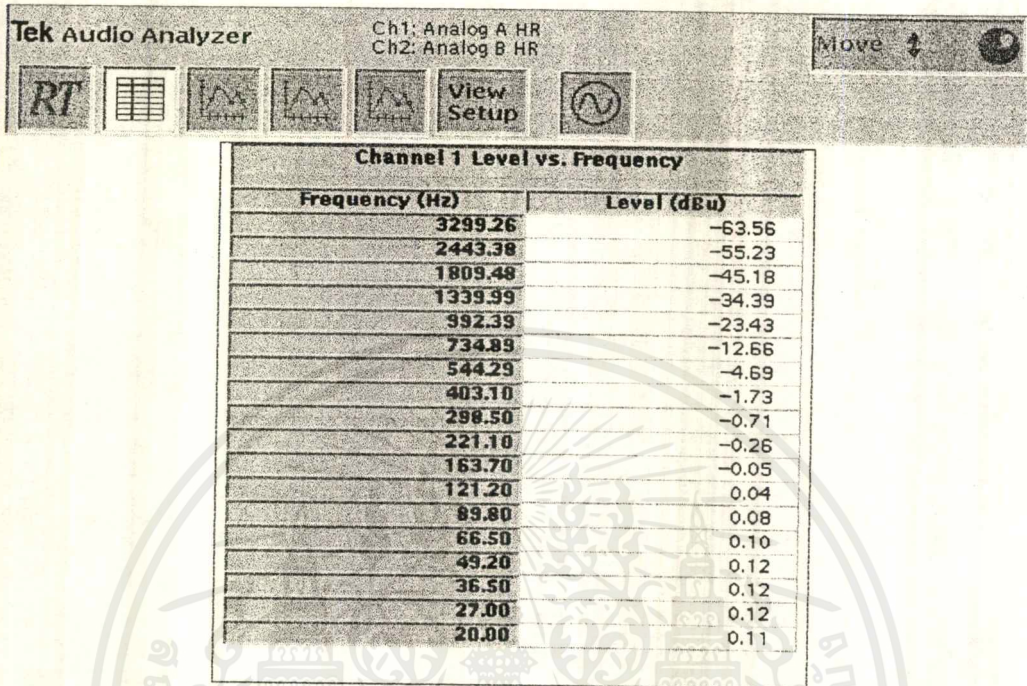 Tek Audio Analyzer
Ch1: Analog A HR
Ch2: Analog B HR
Move
RT
View Setup
Channel 1 Level vs. Frequency
Frequency (Hz) Level (dBu)
3299.26 -63.56
2443.38 -55.23
1809.48 -45.18
1339.99 -34.39
992.39 -23.43
734.89 -12.66
544.29 -4.69
403.10 -1.73
298.50 -0.71
221.10 -0.26
163.70 -0.05
121.20 0.04
89.80 0.08
66.50 0.10
49.20 0.12
36.50 0.12
27.00 0.12
20.00 0.11